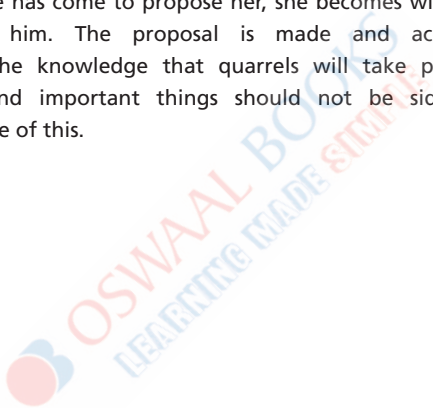 e has come to propose her, she becomes wi
him. The proposal is made and ac
he knowledge that quarrels will take p
nd important things should not be sid
e of this.
OSWAAL BOOKS
LEARNING MADE SIMPLE